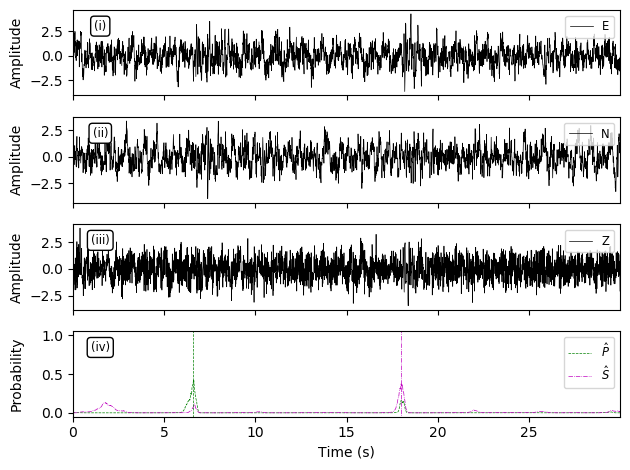 (i)
E
2.5
0.0
−2.5
Amplitude
(ii)
N
2.5
0.0
−2.5
Amplitude
(iii)
Z
2.5
0.0
−2.5
Amplitude
(iv)
P̂
Ŝ
1.0
0.5
0.0
Probability
0 5 10 15 20 25
Time (s)